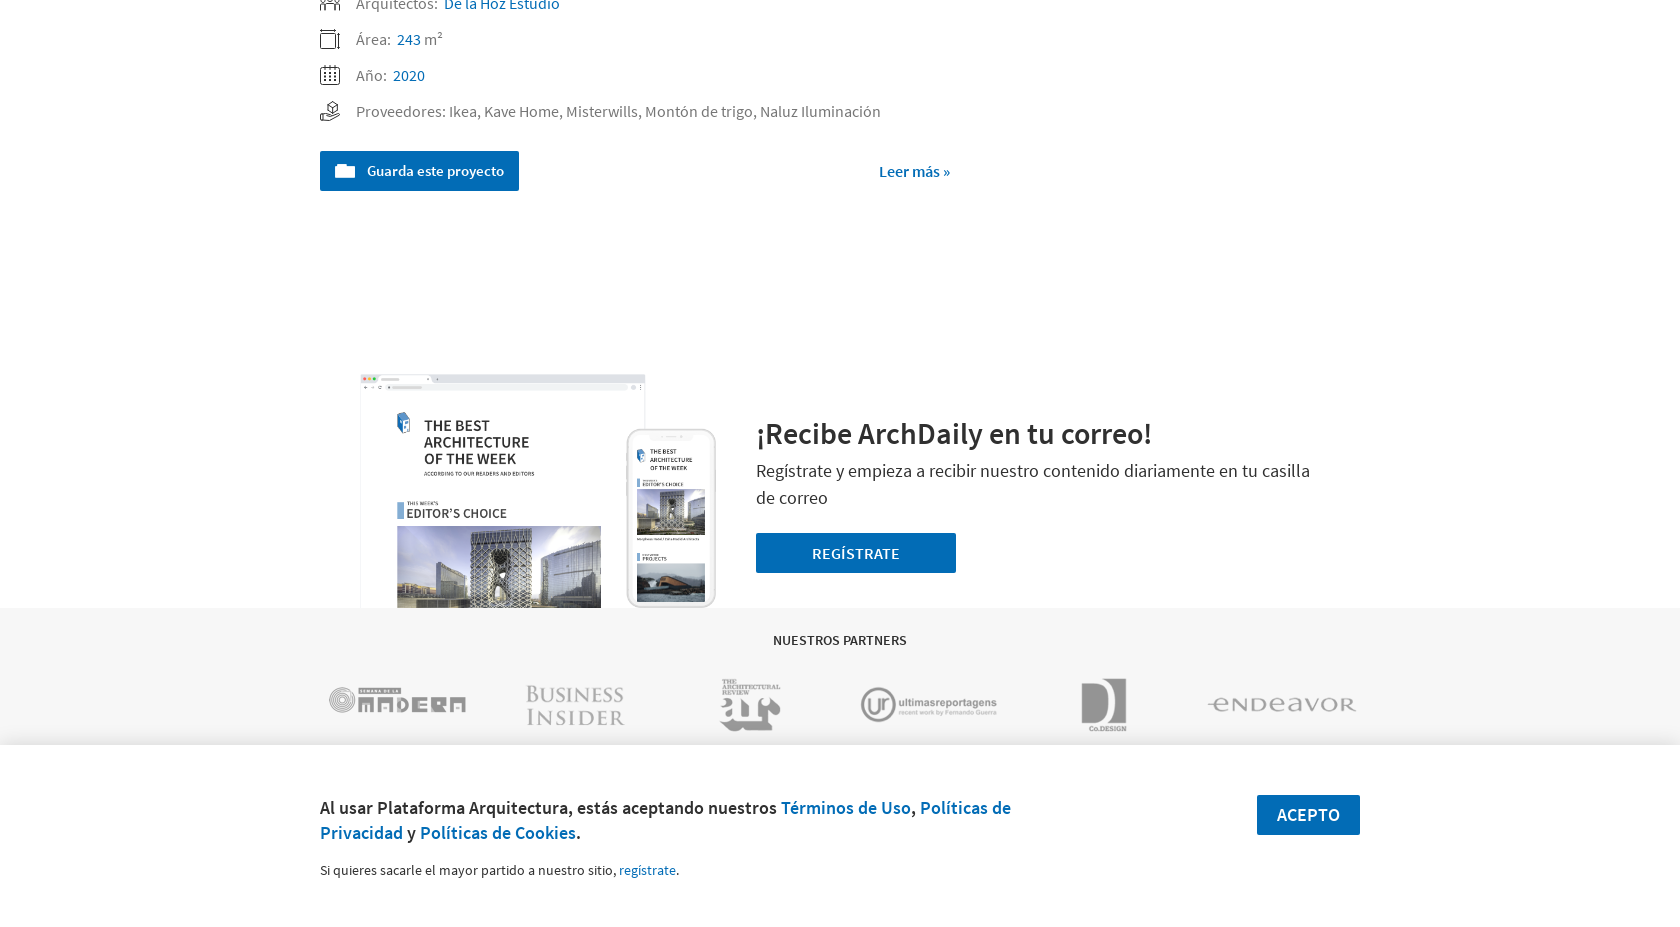 Arquitectos: De la Hoz Estudio
Área: 243 m²
Año: 2020
Proveedores: Ikea, Kave Home, Misterwills, Montón de trigo, Naluz Iluminación
Guarda este proyecto
Leer más »
THE BEST
ARCHITECTURE
OF THE WEEK
ACCORDING TO OUR READERS AND EDITORS
THIS WEEK'S
EDITOR'S CHOICE
THE BEST
ARCHITECTURE
OF THE WEEK
EDITOR'S CHOICE
PROJECTS
¡Recibe ArchDaily en tu correo!
Regístrate y empieza a recibir nuestro contenido diariamente en tu casilla
de correo
REGÍSTRATE
NUESTROS PARTNERS
SEMANA DE LA
MADERA
BUSINESS
INSIDER
THE
ARCHITECTURAL
REVIEW
ar
ur
ultimasreportagens
recent work by Fernando Guerra
Co.DESIGN
enDeavor
Al usar Plataforma Arquitectura, estás aceptando nuestros Términos de Uso, Políticas de
Privacidad y Políticas de Cookies.
ACEPTO
Si quieres sacarle el mayor partido a nuestro sitio, regístrate.